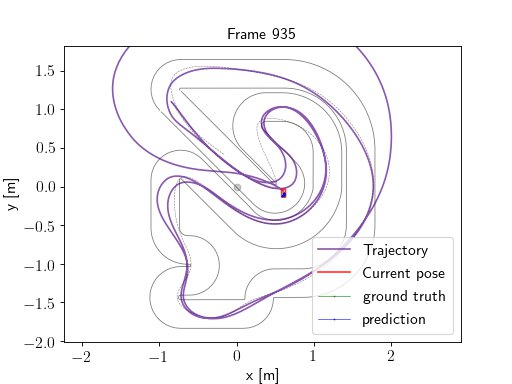 Frame 935
y [m]
1.5
1.0
0.5
0.0
−0.5
−1.0
−1.5
−2.0
−2 −1 0 1 2
x [m]
Trajectory
Current pose
ground truth
prediction